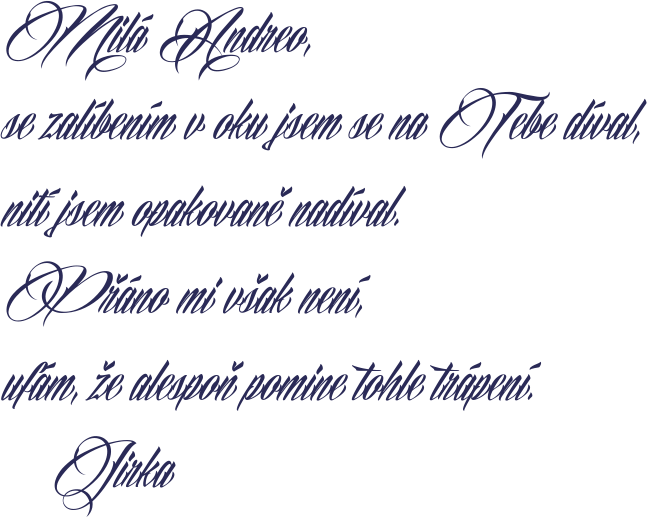 Milá Andreo,
se zalíbením v oku jsem se na Tebe díval,
nití jsem opakovaně nadíval.
Přáno mi však není,
ufám, že alespoň pomine tohle trápení.
Jirka